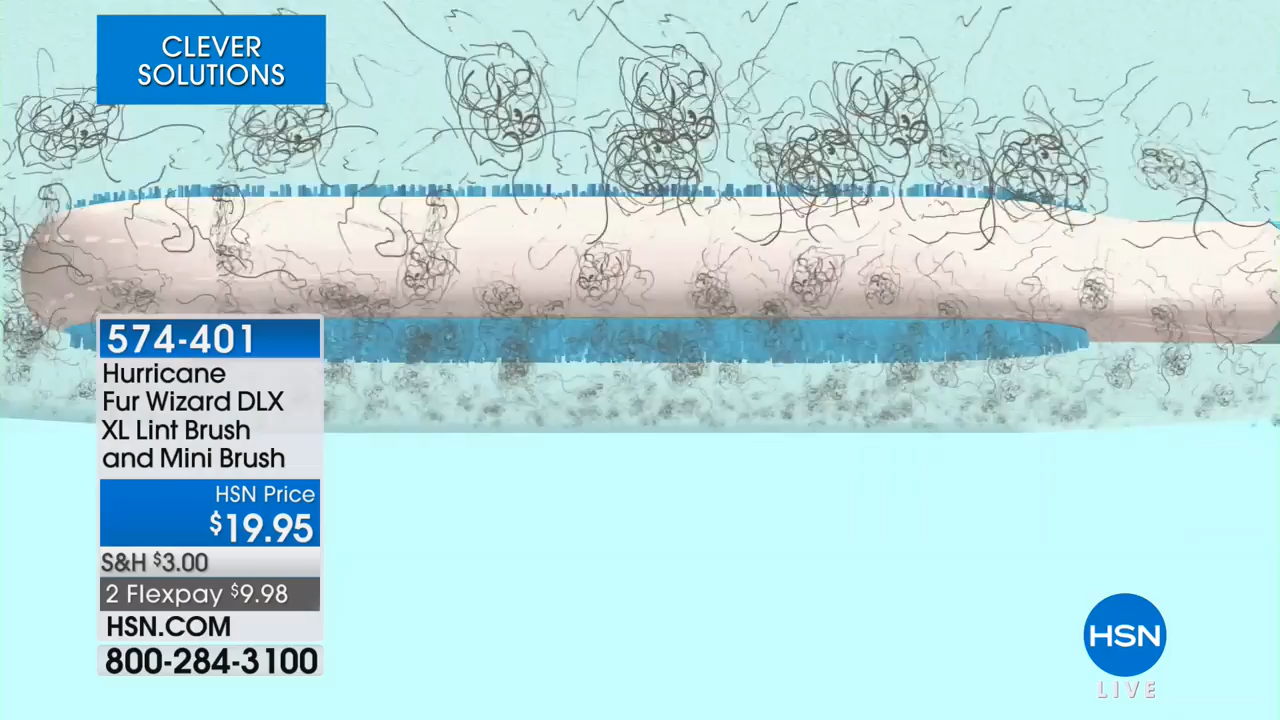 CLEVER
SOLUTIONS
574-401
Hurricane
Fur Wizard DLX
XL Lint Brush
and Mini Brush
HSN Price
$19.95
S&H $3.00
2 Flexpay $9.98
HSN.COM
800-284-3100
HSN
LIVE